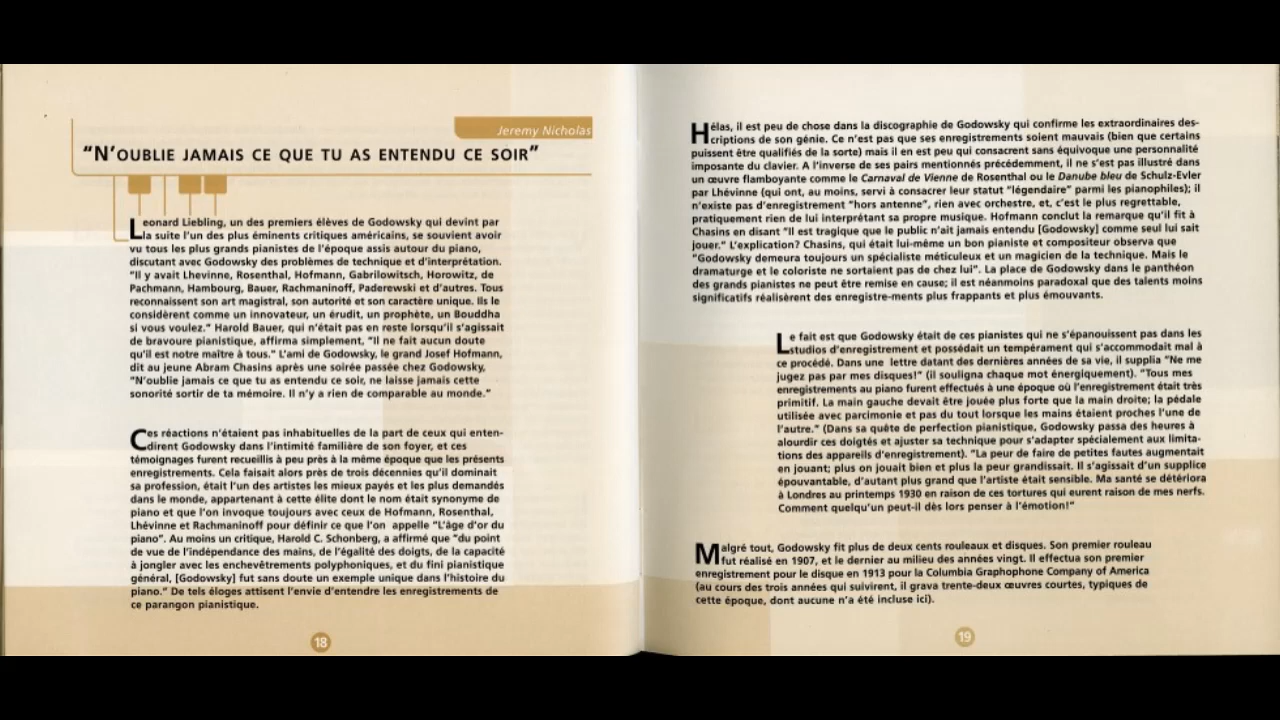 Jeremy Nicholas
“N’OUBLIE JAMAIS CE QUE TU AS ENTENDU CE SOIR”
Leonard Liebling, un des premiers élèves de Godowsky qui devint par
la suite l’un des plus éminents critiques américains, se souvient avoir
vu tous les plus grands pianistes de l’époque assis autour du piano,
discutant avec Godowsky des problèmes de technique et d’interprétation.
“Il y avait Lhevinne, Rosenthal, Hofmann, Gabrilowitsch, Horowitz, de
Pachmann, Hambourg, Bauer, Rachmaninoff, Paderewski et d’autres. Tous
reconnaissent son art magistral, son autorité et son caractère unique. Ils le
considèrent comme un innovateur, un érudit, un prophète, un Bouddha
si vous voulez.” Harold Bauer, qui n’était pas en reste lorsqu’il s’agissait
de bravoure pianistique, affirma simplement, “Il ne fait aucun doute
qu’il est notre maître à tous.” L’ami de Godowsky, le grand Josef Hofmann,
dit au jeune Abram Chasins après une soirée passée chez Godowsky,
“N’oublie jamais ce que tu as entendu ce soir, ne laisse jamais cette
sonorité sortir de ta mémoire. Il n’y a rien de comparable au monde.”
Ces réactions n’étaient pas inhabituelles de la part de ceux qui enten-
dirent Godowsky dans l’intimité familière de son foyer, et ces
témoignages furent recueillis à peu près à la même époque que les présents
enregistrements. Cela faisait alors près de trois décennies qu’il dominait
sa profession, était l’un des artistes les mieux payés et les plus demandés
dans le monde, appartenant à cette élite dont le nom était synonyme de
piano et que l’on invoque toujours avec ceux de Hofmann, Rosenthal,
Lhévinne et Rachmaninoff pour définir ce que l’on appelle “L’âge d’or du
piano”. Au moins un critique, Harold C. Schonberg, a affirmé que “du point
de vue de l’indépendance des mains, de l’égalité des doigts, de la capacité
à jongler avec les enchevêtrements polyphoniques, et du fini pianistique
général, [Godowsky] fut sans doute un exemple unique dans l’histoire du
piano.” De tels éloges attisent l’envie d’entendre les enregistrements de
ce parangon pianistique.
18
Hélas, il est peu de chose dans la discographie de Godowsky qui confirme les extraordinaires des-
criptions de son génie. Ce n’est pas que ses enregistrements soient mauvais (bien que certains
puissent être qualifiés de la sorte) mais il en est peu qui consacrent sans équivoque une personnalité
imposante du clavier. A l’inverse de ses pairs mentionnés précédemment, il ne s’est pas illustré dans
un œuvre flamboyante comme le Carnaval de Vienne de Rosenthal ou le Danube bleu de Schulz-Evler
par Lhévinne (qui ont, au moins, servi à consacrer leur statut “légendaire” parmi les pianophiles); il
n’existe pas d’enregistrement “hors antenne”, rien avec orchestre, et, c’est le plus regrettable,
pratiquement rien de lui interprétant sa propre musique. Hofmann conclut la remarque qu’il fit à
Chasins en disant “Il est tragique que le public n’ait jamais entendu [Godowsky] comme seul lui sait
jouer.” L’explication? Chasins, qui était lui-même un bon pianiste et compositeur observa que
“Godowsky demeura toujours un spécialiste méticuleux et un magicien de la technique. Mais le
dramaturge et le coloriste ne sortaient pas de chez lui”. La place de Godowsky dans le panthéon
des grands pianistes ne peut être remise en cause; il est néanmoins paradoxal que des talents moins
significatifs réalisèrent des enregistre-ments plus frappants et plus émouvants.
Le fait est que Godowsky était de ces pianistes qui ne s’épanouissent pas dans les
studios d’enregistrement et possédait un tempérament qui s’accommodait mal à
ce procédé. Dans une lettre datant des dernières années de sa vie, il supplia “Ne me
jugez pas par mes disques!” (il souligna chaque mot énergiquement). “Tous mes
enregistrements au piano furent effectués à une époque où l’enregistrement était très
primitif. La main gauche devait être jouée plus forte que la main droite; la pédale
utilisée avec parcimonie et pas du tout lorsque les mains étaient proches l’une de
l’autre.” (Dans sa quête de perfection pianistique, Godowsky passa des heures à
alourdir ces doigtés et ajuster sa technique pour s’adapter spécialement aux limita-
tions des appareils d’enregistrement). “La peur de faire de petites fautes augmentait
en jouant; plus on jouait bien et plus la peur grandissait. Il s’agissait d’un supplice
épouvantable, d’autant plus grand que l’artiste était sensible. Ma santé se détériora
à Londres au printemps 1930 en raison de ces tortures qui eurent raison de mes nerfs.
Comment quelqu’un peut-il dès lors penser à l’émotion!”
Malgré tout, Godowsky fit plus de deux cents rouleaux et disques. Son premier rouleau
fut réalisé en 1907, et le dernier au milieu des années vingt. Il effectua son premier
enregistrement pour le disque en 1913 pour la Columbia Graphophone Company of America
(au cours des trois années qui suivirent, il grava trente-deux œuvres courtes, typiques de
cette époque, dont aucune n’a été incluse ici).
19